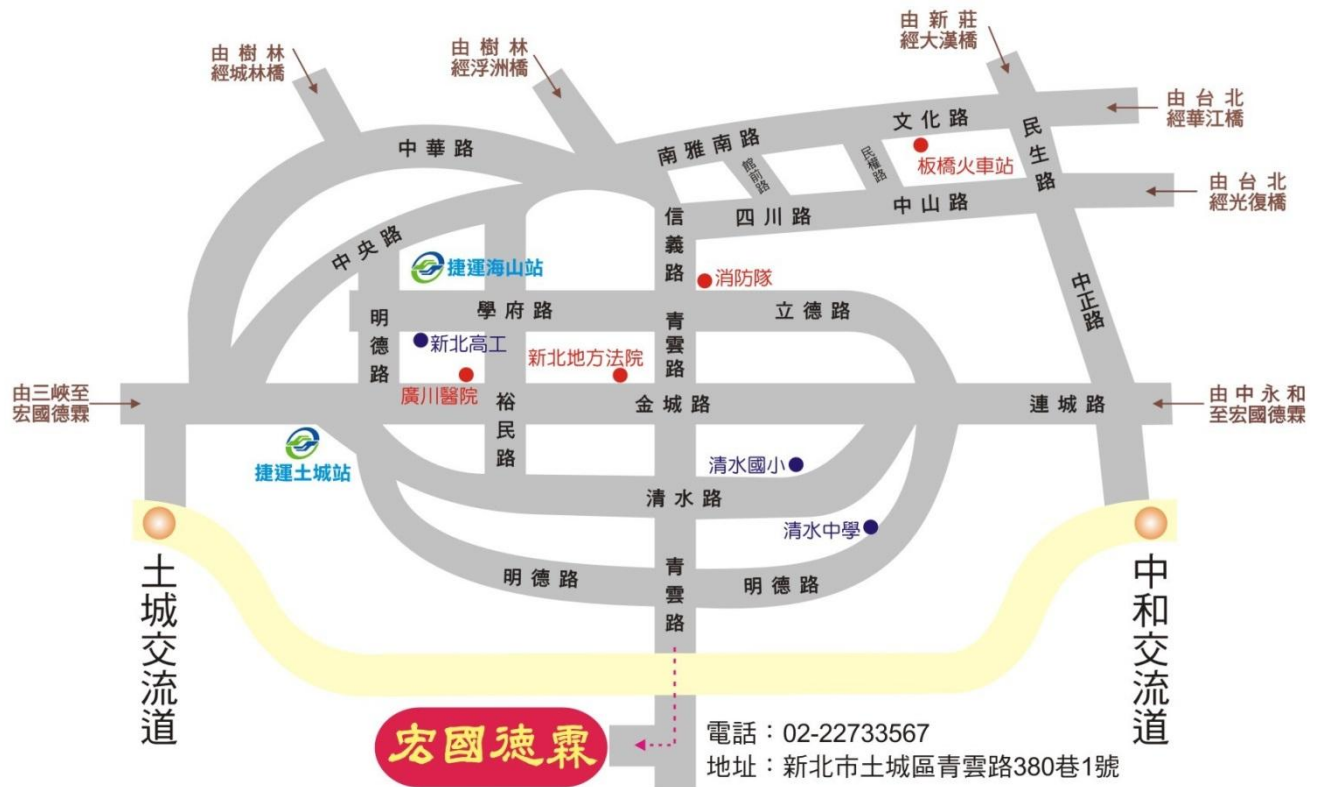 由新莊
經大漢橋
由樹林
經城林橋
由樹林
經浮洲橋
由台北
經華江橋
文化路
南雅南路
中華路
民生路
館前路
民權路
板橋火車站
由台北
經光復橋
信義路
四川路
中山路
中央路
捷運海山站
消防隊
中正路
明德路
學府路
青雲路
立德路
新北高工
新北地方法院
廣川醫院
由三峽至
宏國德霖
裕民路
金城路
連城路
由中永和
至宏國德霖
捷運土城站
清水國小
清水路
清水中學
土城交流道
中和交流道
明德路
青雲路
明德路
宏國德霖
電話：02-22733567
地址：新北市土城區青雲路380巷1號